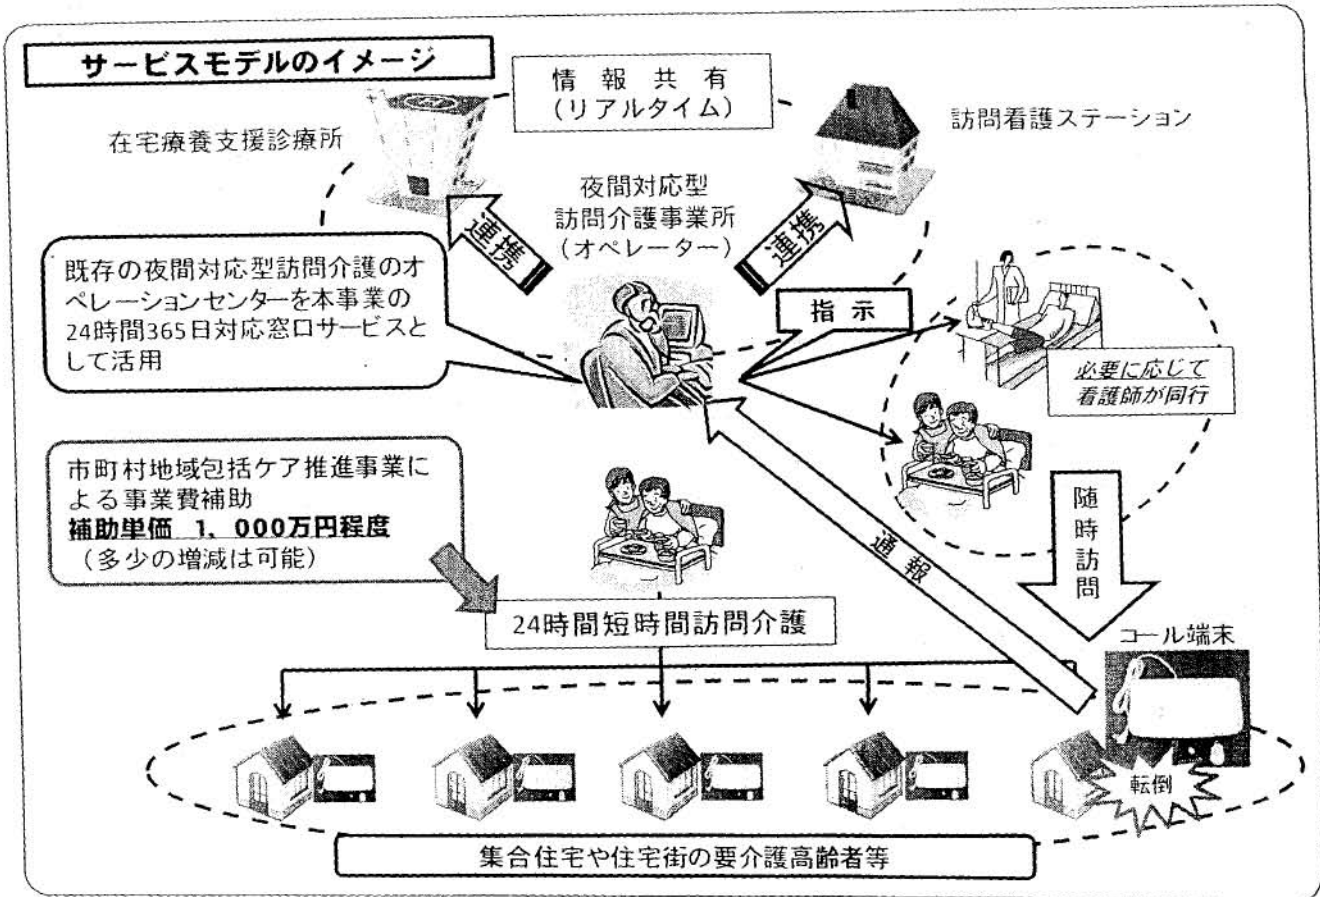 サービスモデルのイメージ
情報共有
(リアルタイム)
在宅療養支援診療所
訪問看護ステーション
夜間対応型
訪問介護事業所
(オペレーター)
連携
連携
既存の夜間対応型訪問介護のオ
ペレーションセンターを本事業の
24時間365日対応窓口サービスと
して活用
指示
必要に応じて
看護師が同行
市町村地域包括ケア推進事業に
よる事業費補助
補助単価 1,000万円程度
(多少の増減は可能)
通報
随時訪問
24時間短時間訪問介護
コール端末
転倒
集合住宅や住宅街の要介護高齢者等